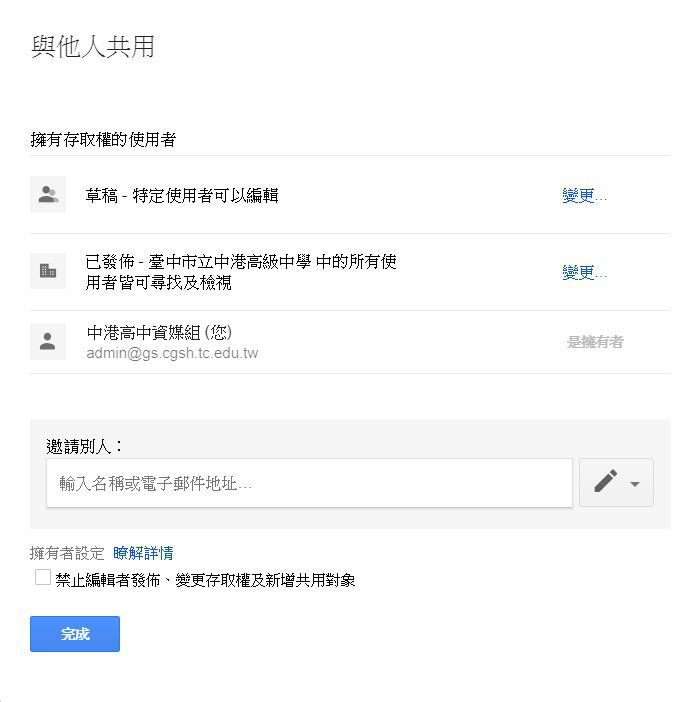 與他人共用
擁有存取權的使用者
草稿 - 特定使用者可以編輯
變更...
已發佈 - 臺中市立中港高級中學 中的所有使
用者皆可尋找及檢視
變更...
中港高中資媒組 (您)
admin@gs.cgsh.tc.edu.tw
是擁有者
邀請別人：
輸入名稱或電子郵件地址...
擁有者設定 瞭解詳情
禁止編輯者發佈、變更存取權及新增共用對象
完成